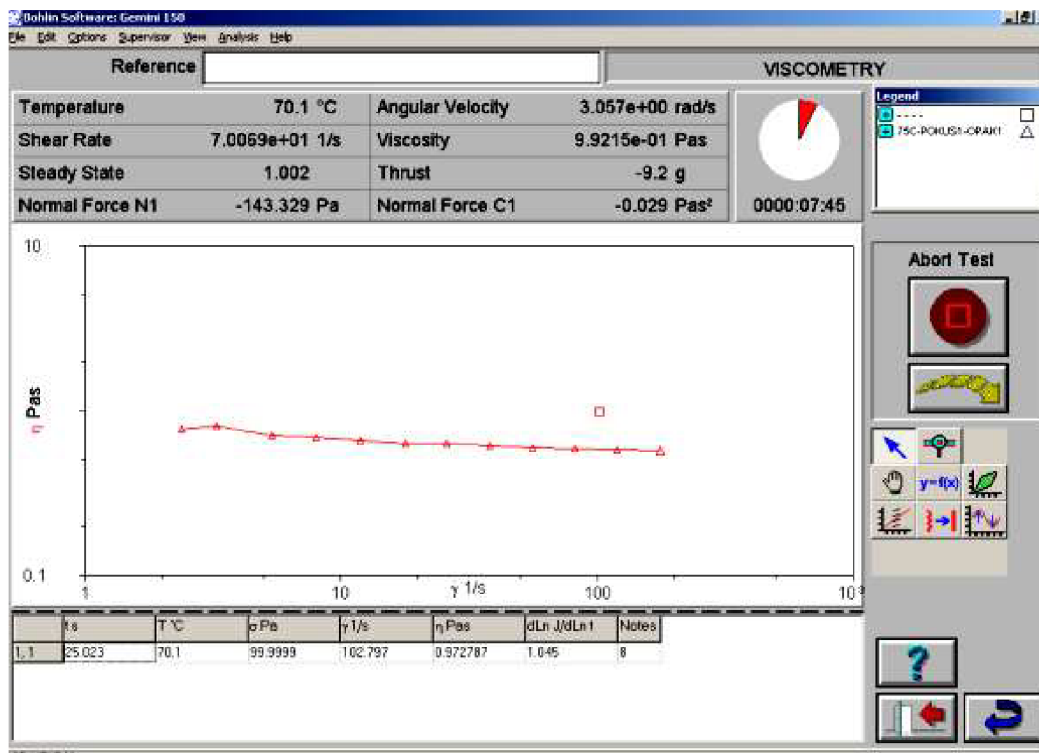 Bohlin Software: Gemini 150
File Edit Options Supervisor View Analysis Help
Reference
VISCOMETRY
Temperature 70.1 °C Angular Velocity 3.057e+00 rad/s
Shear Rate 7.0069e+01 1/s Viscosity 9.9215e-01 Pas
Steady State 1.002 Thrust -9.2 g
Normal Force N1 -143.329 Pa Normal Force C1 -0.029 Pas²
0000:07:45
Legend
- - - -
75C-POKUS1-OPAK1
Abort Test
10
η Pas
0.1
1 10 γ 1/s 100 10³
y=f(x)
t s T °C σ Pa γ 1/s η Pas dLn J/dLn t Notes
1, 1 25.023 70.1 99.9999 102.797 0.972787 1.045 8
?